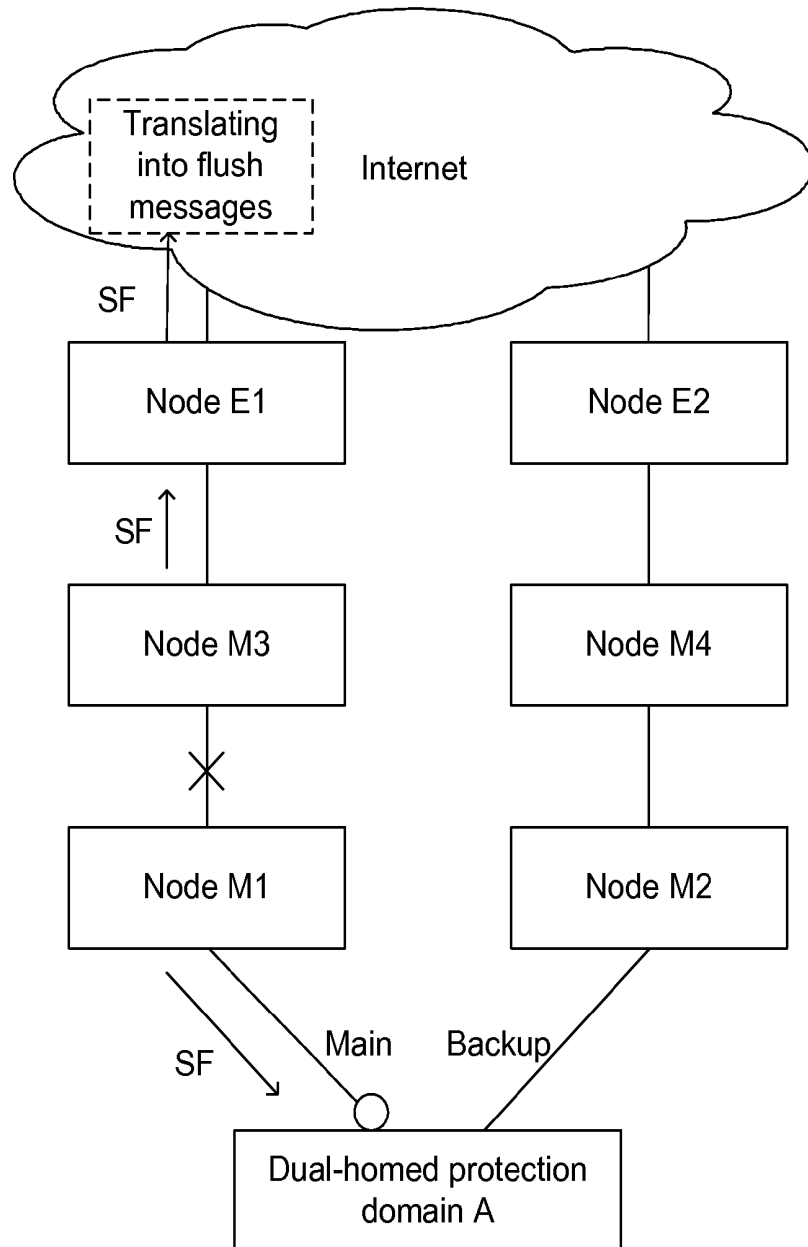 Translating
into flush
messages
Internet
SF
Node E1
Node E2
SF
Node M3
Node M4
Node M1
Node M2
SF
Main
Backup
Dual-homed protection
domain A